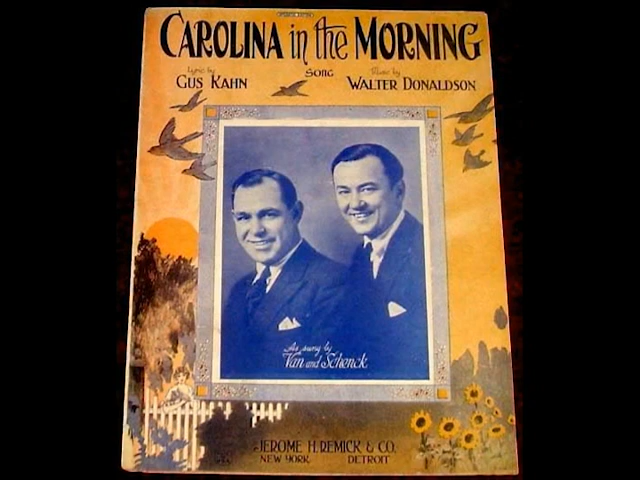 CAROLINA in the MORNING
SONG
Lyric by
GUS KAHN
Music by
WALTER DONALDSON
As sung by
Van and Schenck
JEROME H. REMICK & CO.
NEW YORK DETROIT